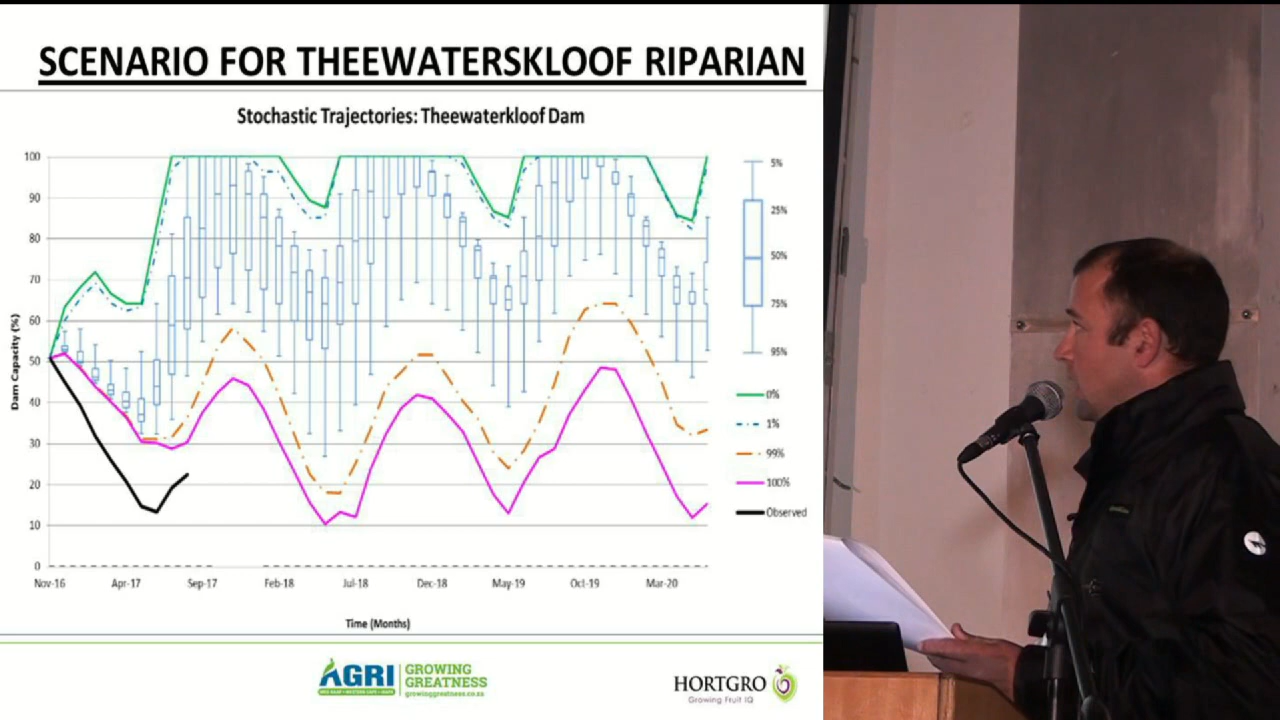 SCENARIO FOR THEEWATERSKLOOF RIPARIAN
Stochastic Trajectories: Theewaterkloof Dam
Dam Capacity (%)
100
90
80
70
60
50
40
30
20
10
0
Nov-16 Apr-17 Sep-17 Feb-18 Jul-18 Dec-18 May-19 Oct-19 Mar-20
Time (Months)
5%
25%
50%
75%
95%
0%
1%
99%
100%
Observed
AGRI
GROWING
GREATNESS
growinggreatness.co.za
HORTGRO
Growing Fruit IQ